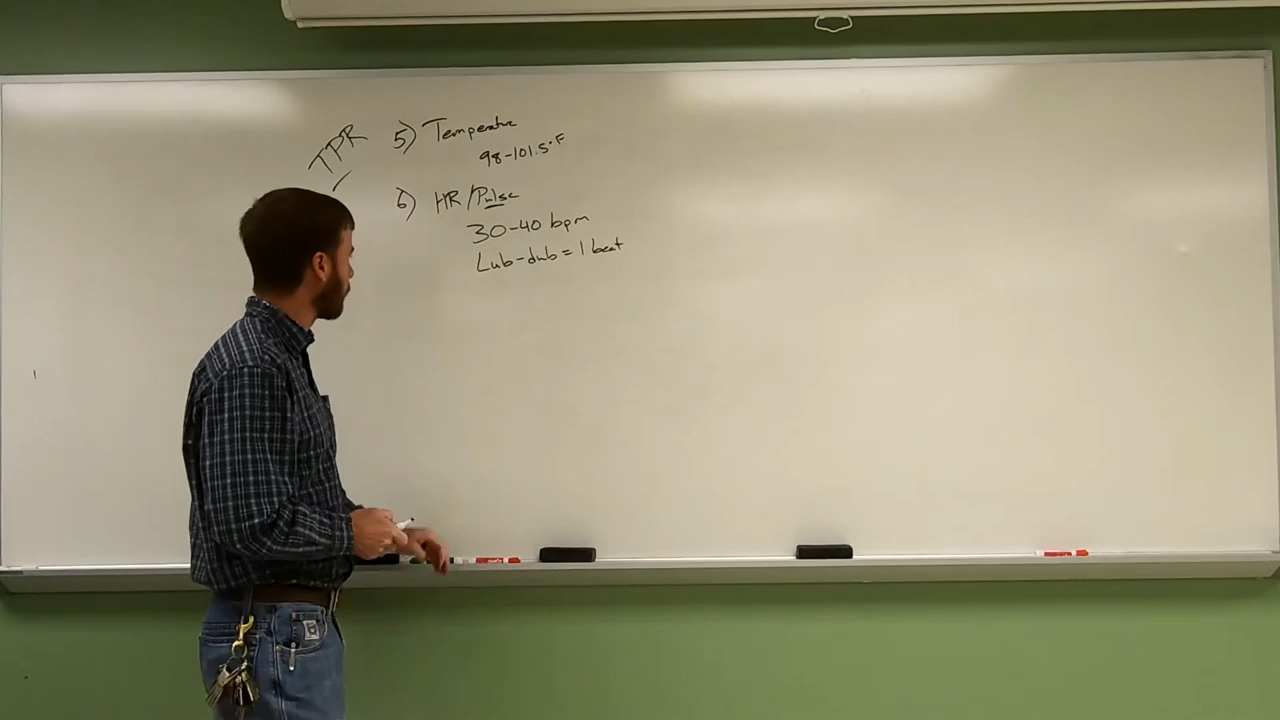 TPR
5) Temperature
98-101.5°F
6) HR/Pulse
30-40 bpm
Lub-dub = 1 beat